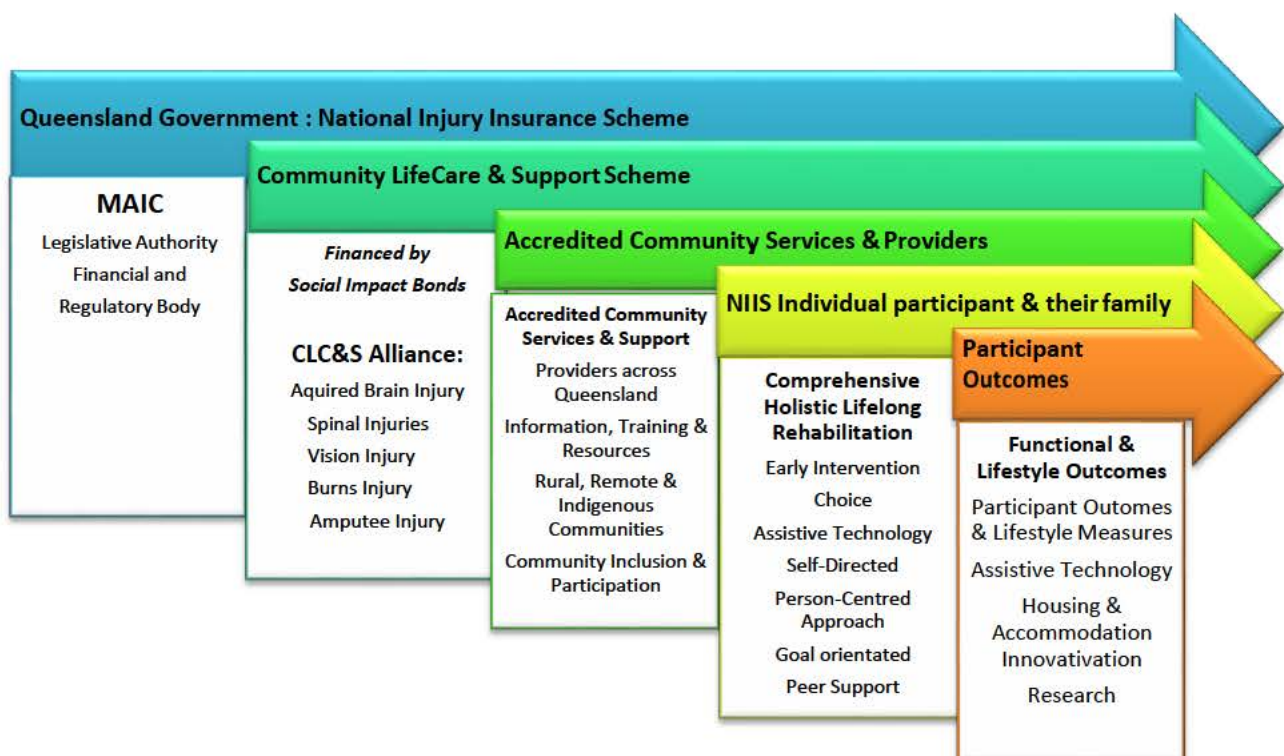 Queensland Government : National Injury Insurance Scheme
MAIC
Legislative Authority
Financial and
Regulatory Body
Community LifeCare & Support Scheme
Financed by
Social Impact Bonds
CLC&S Alliance:
Aquired Brain Injury
Spinal Injuries
Vision Injury
Burns Injury
Amputee Injury
Accredited Community Services & Providers
Accredited Community
Services & Support
Providers across
Queensland
Information, Training &
Resources
Rural, Remote &
Indigenous
Communities
Community Inclusion &
Participation
NIIS Individual participant & their family
Comprehensive
Holistic Lifelong
Rehabilitation
Early Intervention
Choice
Assistive Technology
Self-Directed
Person-Centred
Approach
Goal orientated
Peer Support
Participant
Outcomes
Functional &
Lifestyle Outcomes
Participant Outcomes
& Lifestyle Measures
Assistive Technology
Housing &
Accommodation
Innovativation
Research